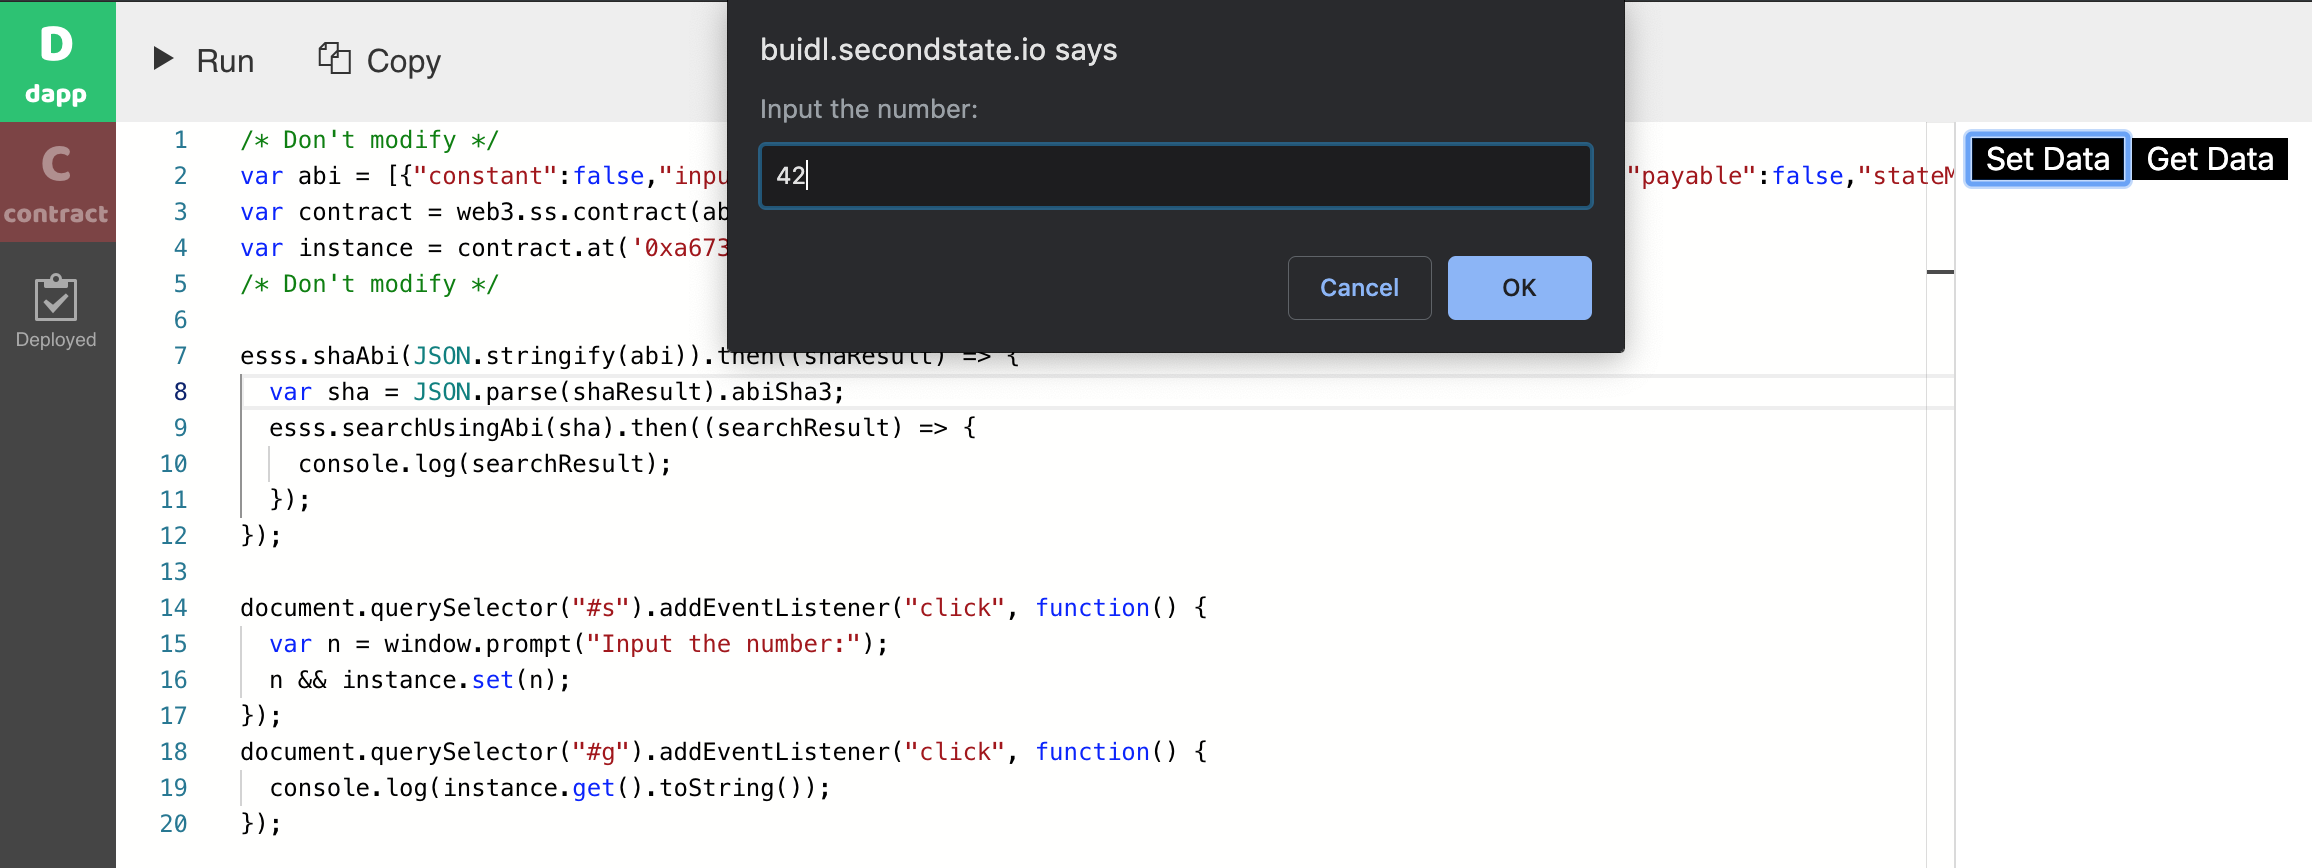 D
dapp
C
contract
Deployed
Run
Copy
buidl.secondstate.io says
Input the number:
42
Cancel
OK
Set Data
Get Data
1 /* Don't modify */
2 var abi = [{"constant":false,"inpu "payable":false,"stateM
3 var contract = web3.ss.contract(ab
4 var instance = contract.at('0xa673
5 /* Don't modify */
6
7 esss.shaAbi(JSON.stringify(abi)).then((shaResult) => {
8 var sha = JSON.parse(shaResult).abiSha3;
9 esss.searchUsingAbi(sha).then((searchResult) => {
10 console.log(searchResult);
11 });
12 });
13
14 document.querySelector("#s").addEventListener("click", function() {
15 var n = window.prompt("Input the number:");
16 n && instance.set(n);
17 });
18 document.querySelector("#g").addEventListener("click", function() {
19 console.log(instance.get().toString());
20 });